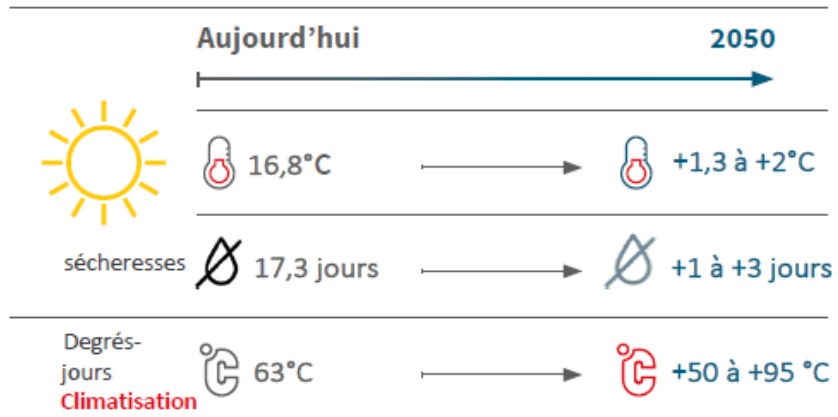 Aujourd’hui 2050
16,8°C +1,3 à +2°C
sécheresses 17,3 jours +1 à +3 jours
Degrés-
jours
Climatisation
°C 63°C °C +50 à +95 °C